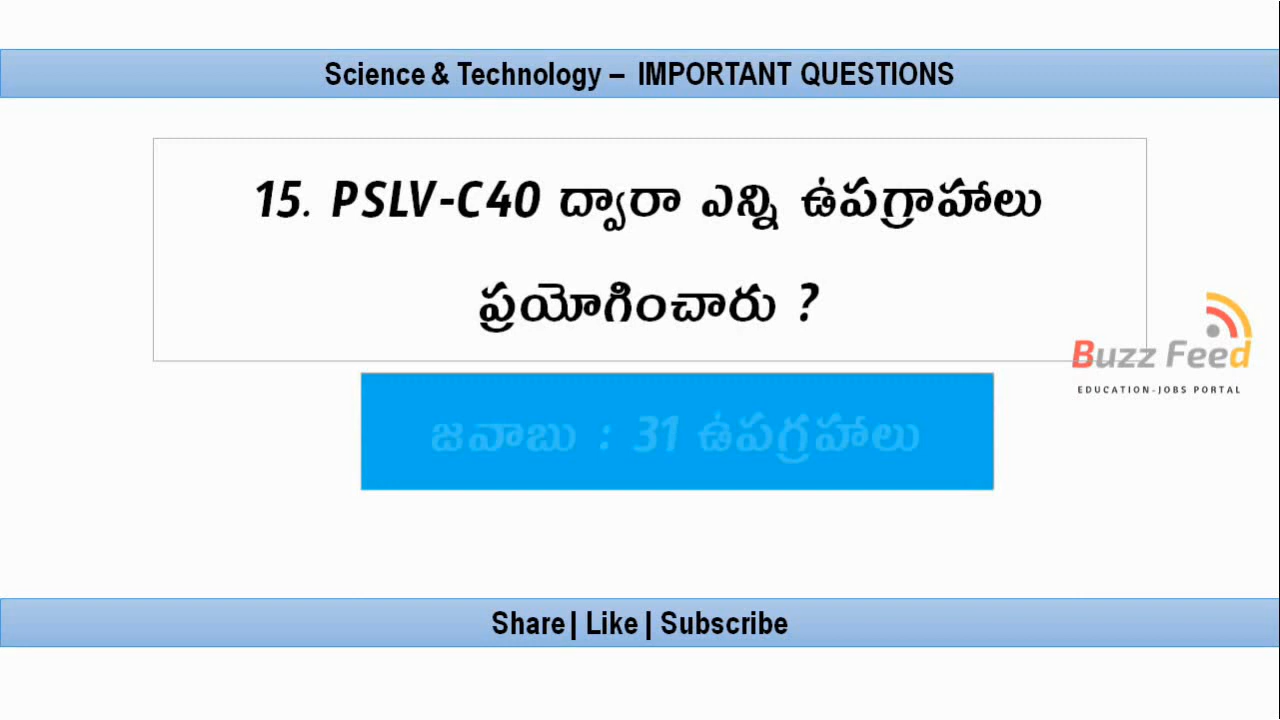 Science & Technology – IMPORTANT QUESTIONS
15. PSLV-C40 ద్వారా ఎన్ని ఉపగ్రాహాలు
ప్రయోగించారు ?
Buzz Feed
EDUCATION-JOBS PORTAL
జవాబు : 31 ఉపగ్రహాలు
Share| Like| Subscribe